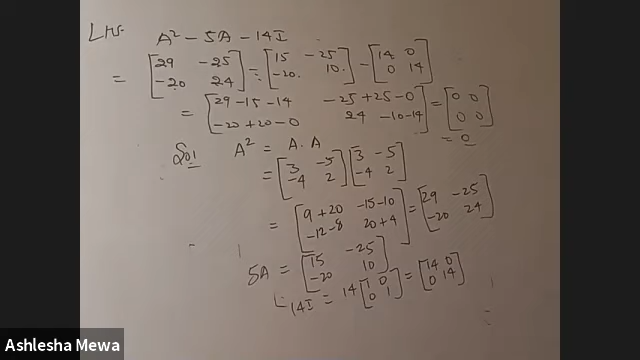 LHS. A² - 5A - 14I
= [29 -25 -20 24] - [15 -25 -20. 10.] - [14 0 0 14]
= [29-15-14 -25+25-0 -20+20-0 24-10-14] = [0 0 0 0]
= 0
Sol A² = A.A
= [3 -5 -4 2] [3 -5 -4 2]
= [9+20 -15-10 -12-8 20+4] = [29 -25 -20 24]
5A = [15 -25 -20 10]
14I = 14 [1 0 0 1] = [14 0 0 14]
Ashlesha Mewa